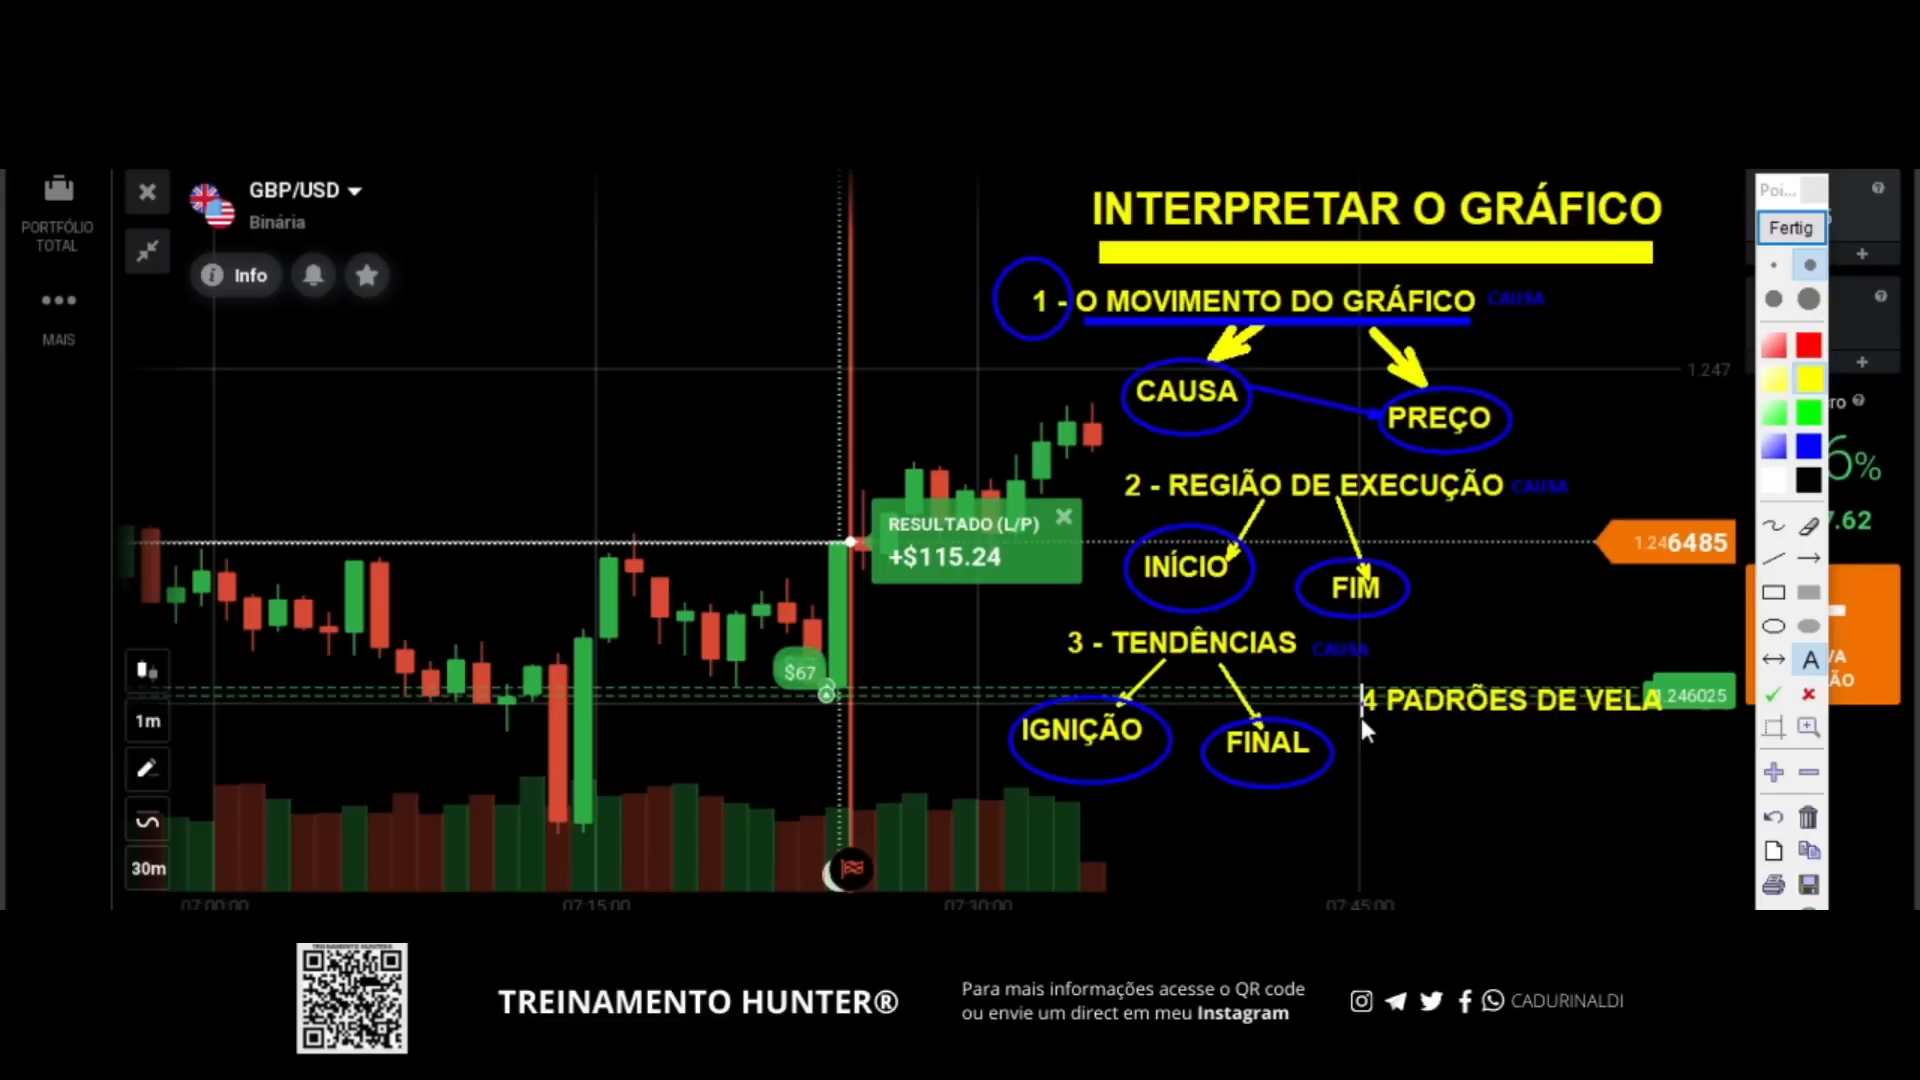 PORTFÓLIO
TOTAL
MAIS
GBP/USD
Binária
Info
1m
30m
INTERPRETAR O GRÁFICO
1 - O MOVIMENTO DO GRÁFICO CAUSA
CAUSA
PREÇO
1.247
2 - REGIÃO DE EXECUÇÃO CAUSA
RESULTADO (L/P)
+$115.24
1.246485
INÍCIO
FIM
3 - TENDÊNCIAS CAUSA
$67
4 PADRÕES DE VELA
1.246025
IGNIÇÃO
FINAL
Poi...
Fertig
A
%
7.62
07:00:00
07:15:00
07:30:00
07:45:00
TREINAMENTO HUNTER®
Para mais informações acesse o QR code
ou envie um direct em meu Instagram
CADURINALDI